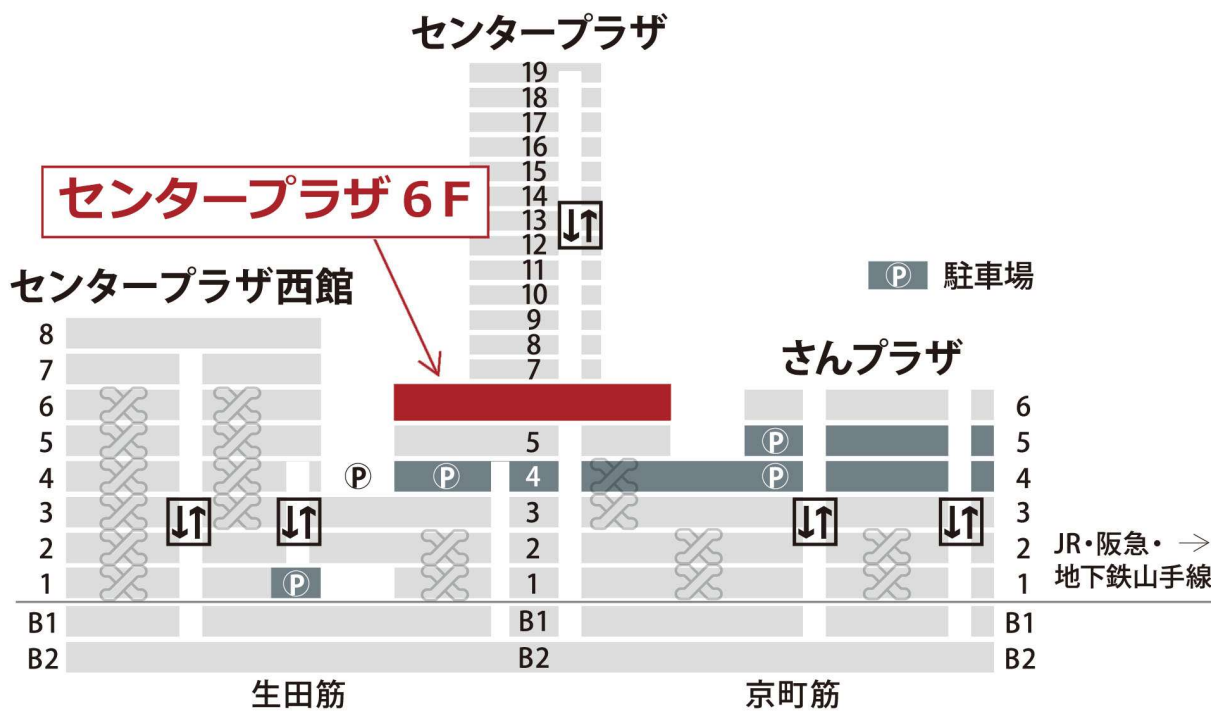 センタープラザ
19
18
17
16
15
14
13
12
11
10
9
8
7
センタープラザ 6F
センタープラザ西館
P 駐車場
さんプラザ
8
7
6 6
5 5 P 5
4 P P 4 P 4
3 3 3
2 2 2
1 P 1 1
JR・阪急・ →
地下鉄山手線
B1 B1 B1
B2 B2 B2
生田筋 京町筋